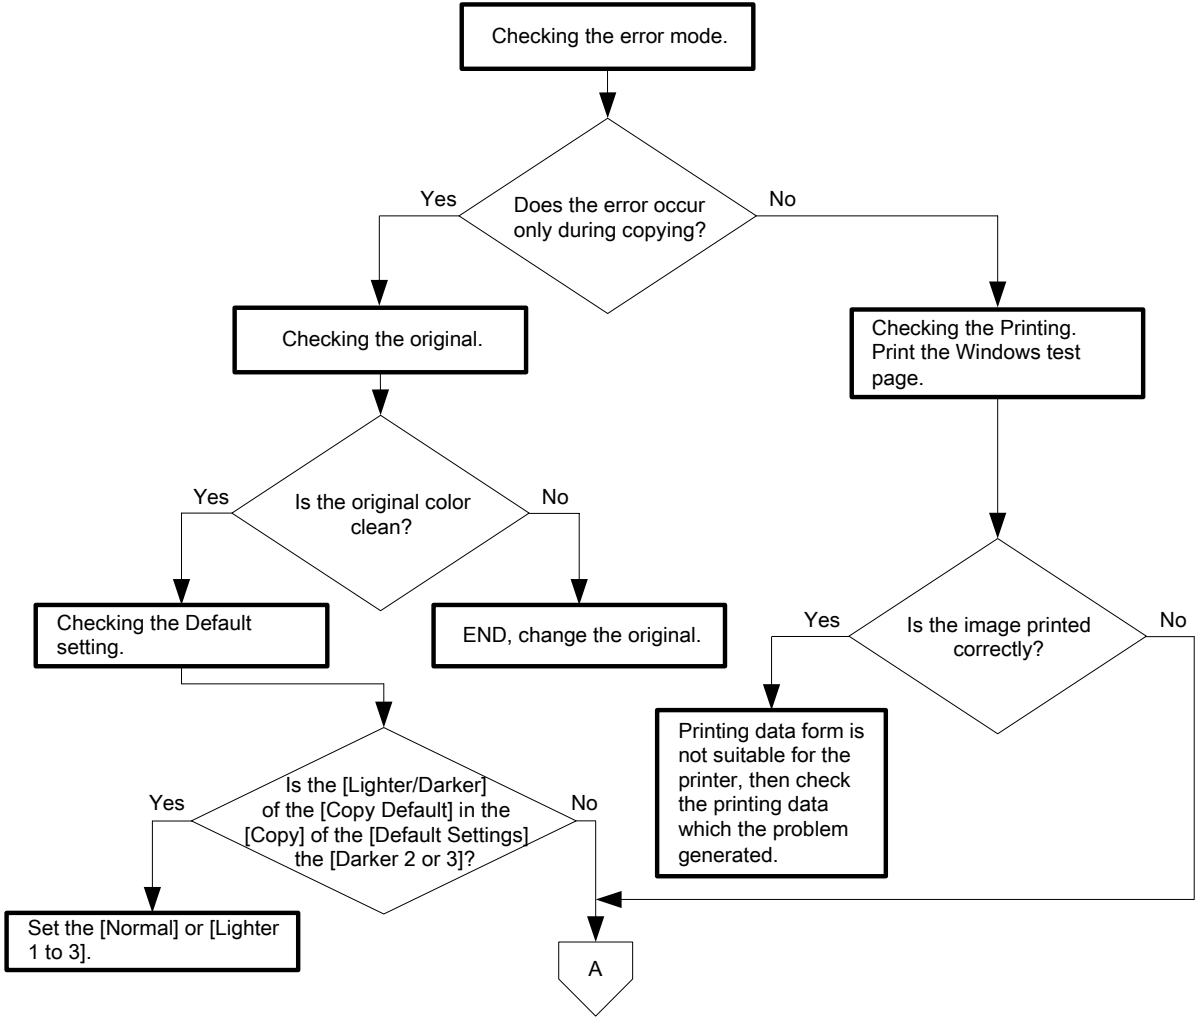 Checking the error mode.
Yes
Does the error occur
only during copying?
No
Checking the original.
Checking the Printing.
Print the Windows test
page.
Yes
Is the original color
clean?
No
Checking the Default
setting.
END, change the original.
Yes
Is the image printed
correctly?
No
Printing data form is
not suitable for the
printer, then check
the printing data
which the problem
generated.
Yes
Is the [Lighter/Darker]
of the [Copy Default] in the
[Copy] of the [Default Settings]
the [Darker 2 or 3]?
No
Set the [Normal] or [Lighter
1 to 3].
A